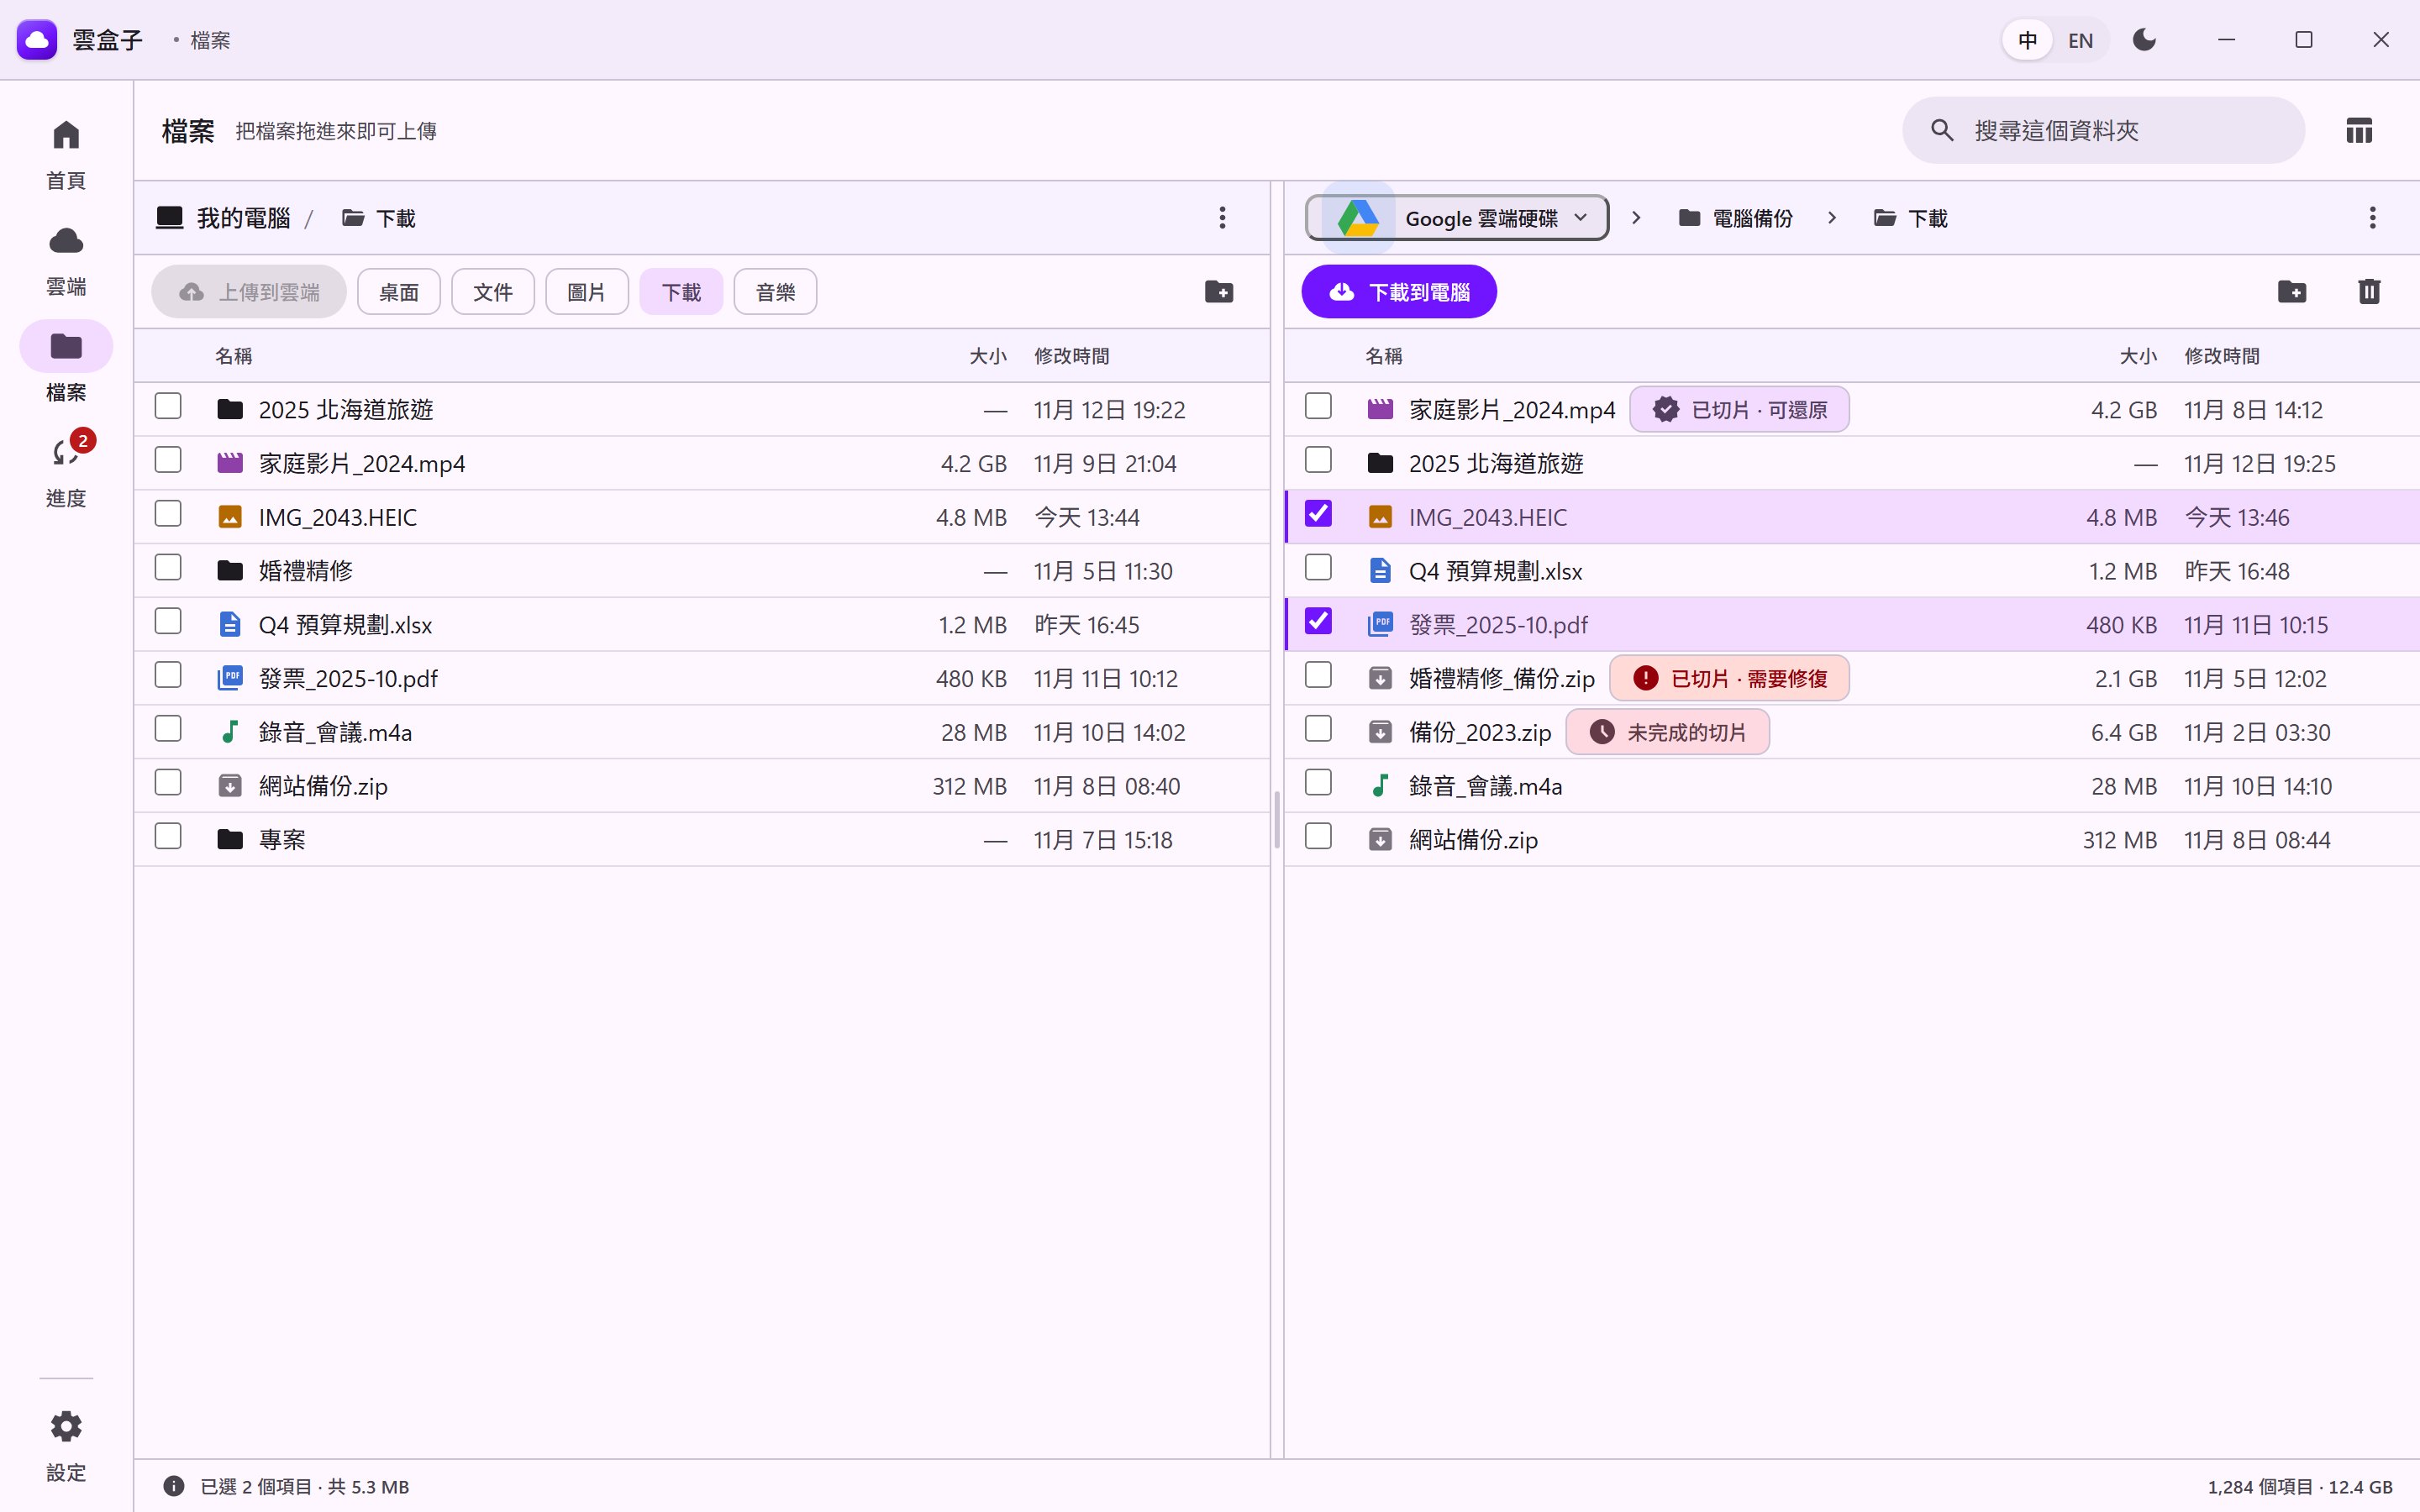 雲盒子 • 檔案
中 EN
首頁
雲端
檔案
2
進度
設定
檔案 把檔案拖進來即可上傳
搜尋這個資料夾
我的電腦 / 下載
上傳到雲端 桌面 文件 圖片 下載 音樂
名稱 大小 修改時間
2025 北海道旅遊 — 11月 12日 19:22
家庭影片_2024.mp4 4.2 GB 11月 9日 21:04
IMG_2043.HEIC 4.8 MB 今天 13:44
婚禮精修 — 11月 5日 11:30
Q4 預算規劃.xlsx 1.2 MB 昨天 16:45
PDF 發票_2025-10.pdf 480 KB 11月 11日 10:12
錄音_會議.m4a 28 MB 11月 10日 14:02
網站備份.zip 312 MB 11月 8日 08:40
專案 — 11月 7日 15:18
Google 雲端硬碟 › 電腦備份 › 下載
下載到電腦
名稱 大小 修改時間
家庭影片_2024.mp4 已切片 · 可還原 4.2 GB 11月 8日 14:12
2025 北海道旅遊 — 11月 12日 19:25
IMG_2043.HEIC 4.8 MB 今天 13:46
Q4 預算規劃.xlsx 1.2 MB 昨天 16:48
PDF 發票_2025-10.pdf 480 KB 11月 11日 10:15
婚禮精修_備份.zip 已切片 · 需要修復 2.1 GB 11月 5日 12:02
備份_2023.zip 未完成的切片 6.4 GB 11月 2日 03:30
錄音_會議.m4a 28 MB 11月 10日 14:10
網站備份.zip 312 MB 11月 8日 08:44
已選 2 個項目 · 共 5.3 MB
1,284 個項目 · 12.4 GB